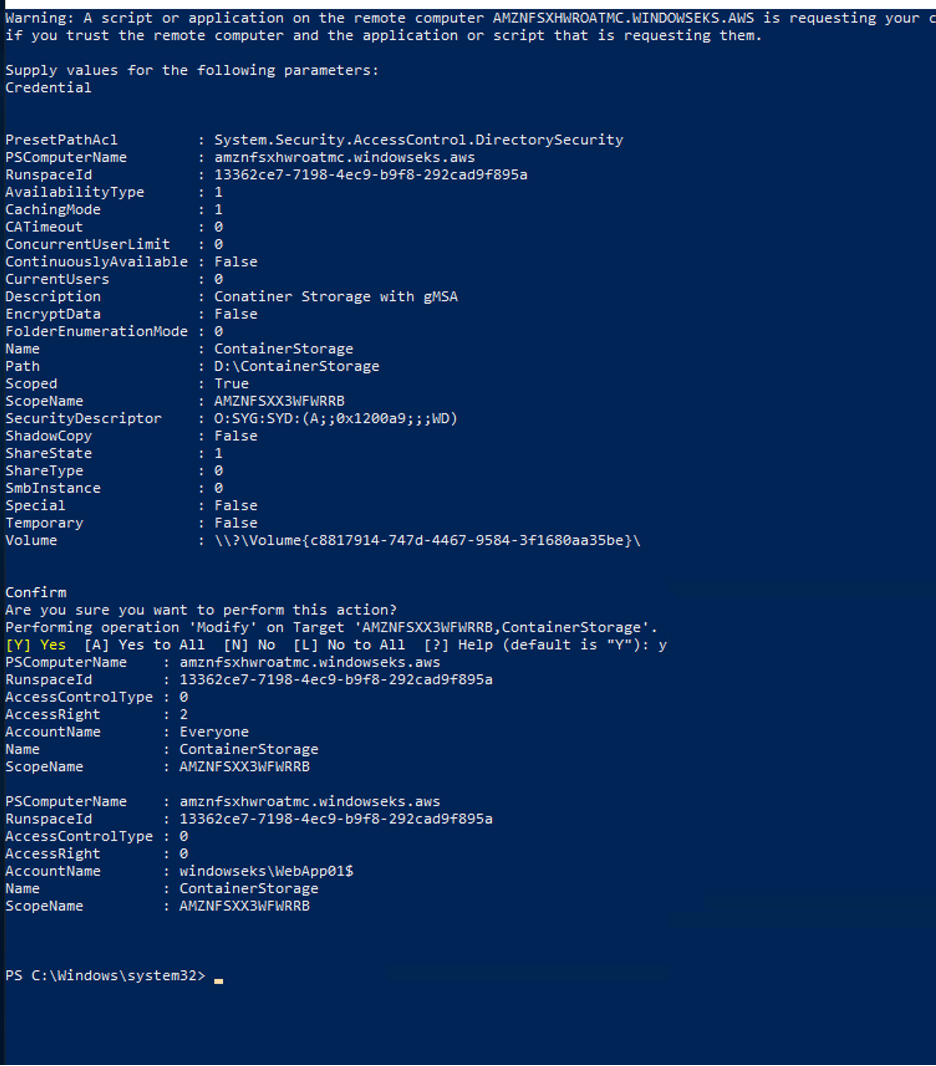 Warning: A script or application on the remote computer AMZNFSXHWROATMC.WINDOWSEKS.AWS is requesting your c
if you trust the remote computer and the application or script that is requesting them.
Supply values for the following parameters:
Credential
PresetPathAcl : System.Security.AccessControl.DirectorySecurity
PSComputerName : amznfsxhwroatmc.windowseks.aws
RunspaceId : 13362ce7-7198-4ec9-b9f8-292cad9f895a
AvailabilityType : 1
CachingMode : 1
CATimeout : 0
ConcurrentUserLimit : 0
ContinuouslyAvailable : False
CurrentUsers : 0
Description : Conatiner Strorage with gMSA
EncryptData : False
FolderEnumerationMode : 0
Name : ContainerStorage
Path : D:\ContainerStorage
Scoped : True
ScopeName : AMZNFSXX3WFWRRB
SecurityDescriptor : O:SYG:SYD:(A;;0x1200a9;;;WD)
ShadowCopy : False
ShareState : 1
ShareType : 0
SmbInstance : 0
Special : False
Temporary : False
Volume : \\?\Volume{c8817914-747d-4467-9584-3f1680aa35be}\
Confirm
Are you sure you want to perform this action?
Performing operation 'Modify' on Target 'AMZNFSXX3WFWRRB,ContainerStorage'.
[Y] Yes [A] Yes to All [N] No [L] No to All [?] Help (default is "Y"): y
PSComputerName : amznfsxhwroatmc.windowseks.aws
RunspaceId : 13362ce7-7198-4ec9-b9f8-292cad9f895a
AccessControlType : 0
AccessRight : 2
AccountName : Everyone
Name : ContainerStorage
ScopeName : AMZNFSXX3WFWRRB
PSComputerName : amznfsxhwroatmc.windowseks.aws
RunspaceId : 13362ce7-7198-4ec9-b9f8-292cad9f895a
AccessControlType : 0
AccessRight : 0
AccountName : windowseks\WebApp01$
Name : ContainerStorage
ScopeName : AMZNFSXX3WFWRRB
PS C:\Windows\system32>